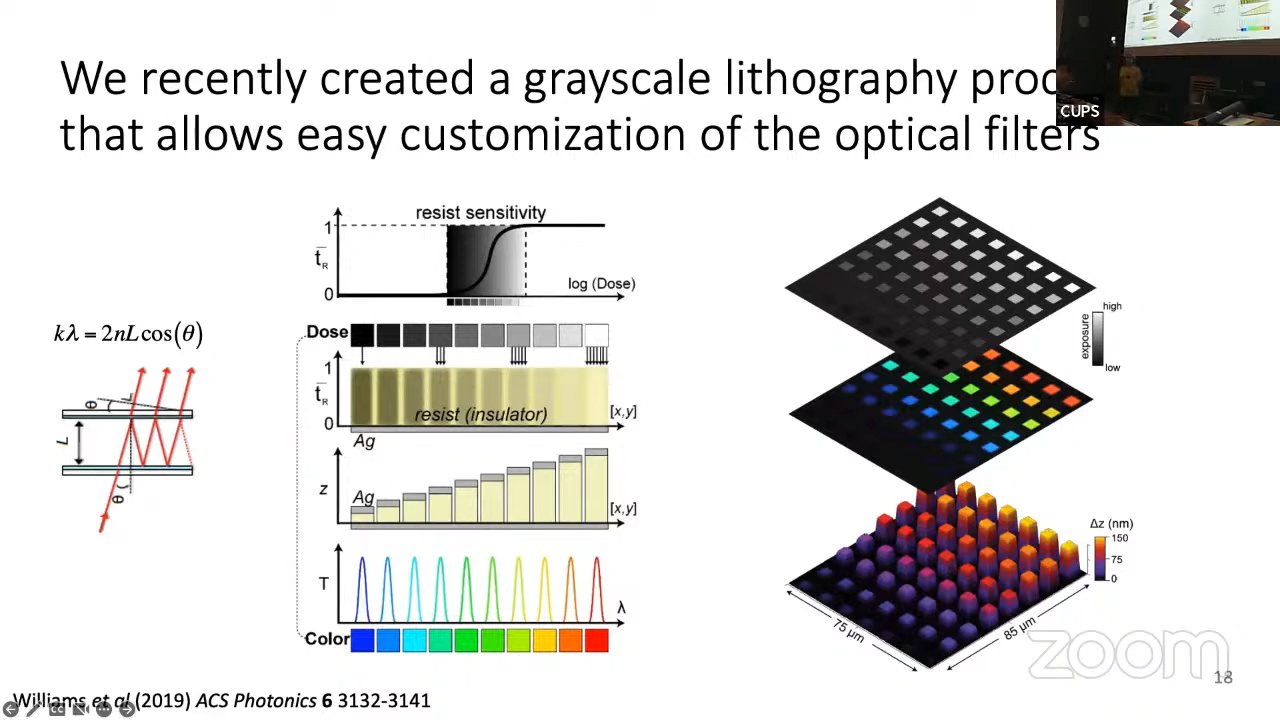 We recently created a grayscale lithography proc
that allows easy customization of the optical filters
CUPS
kλ = 2nLcos(θ)
θ
L
L
θ
resist sensitivity
1
t̅R
0
log (Dose)
Dose
1
t̅R
0
resist (insulator)
[x,y]
Ag
z
Ag
[x,y]
T
λ
Color
high
exposure
low
Δz (nm)
150
75
0
75 µm
85 µm
zoom
18
Williams et al (2019) ACS Photonics 6 3132-3141